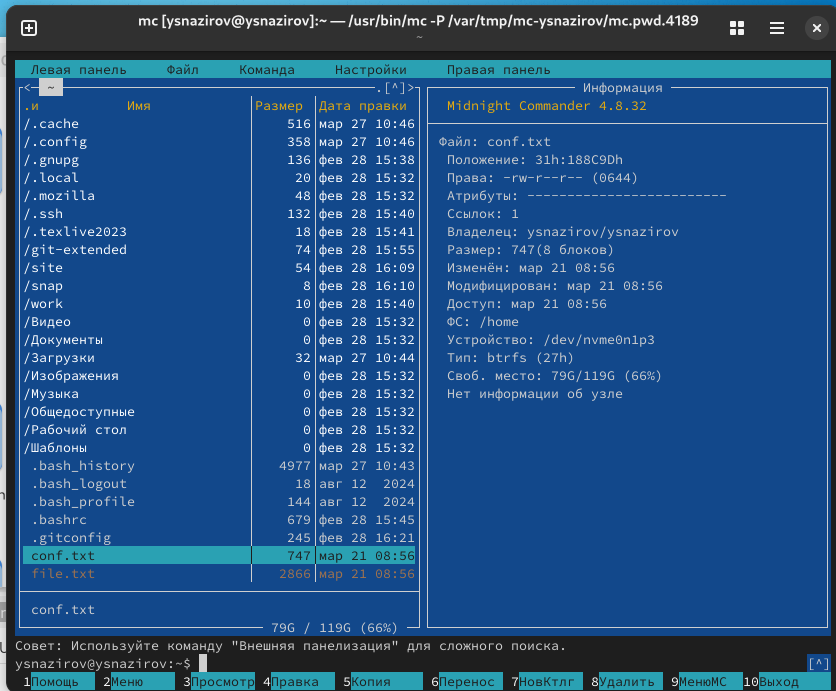 mc [ysnazirov@ysnazirov]:~ — /usr/bin/mc -P /var/tmp/mc-ysnazirov/mc.pwd.4189
~
Левая панель Файл Команда Настройки Правая панель
<─ ~ .[^]>
.и Имя Размер Дата правки
/.cache 516 мар 27 10:46
/.config 358 мар 27 10:46
/.gnupg 136 фев 28 15:38
/.local 20 фев 28 15:32
/.mozilla 48 фев 28 15:32
/.ssh 132 фев 28 15:40
/.texlive2023 18 фев 28 15:41
/git-extended 74 фев 28 15:55
/site 54 фев 28 16:09
/snap 8 фев 28 16:10
/work 10 фев 28 15:40
/Видео 0 фев 28 15:32
/Документы 0 фев 28 15:32
/Загрузки 32 мар 27 10:44
/Изображения 0 фев 28 15:32
/Музыка 0 фев 28 15:32
/Общедоступные 0 фев 28 15:32
/Рабочий стол 0 фев 28 15:32
/Шаблоны 0 фев 28 15:32
.bash_history 4977 мар 27 10:43
.bash_logout 18 авг 12 2024
.bash_profile 144 авг 12 2024
.bashrc 679 фев 28 15:45
.gitconfig 245 фев 28 16:21
conf.txt 747 мар 21 08:56
file.txt 2866 мар 21 08:56
conf.txt
79G / 119G (66%)
Информация
Midnight Commander 4.8.32
Файл: conf.txt
Положение: 31h:188C9Dh
Права: -rw-r--r-- (0644)
Атрибуты: -------------------------
Ссылок: 1
Владелец: ysnazirov/ysnazirov
Размер: 747(8 блоков)
Изменён: мар 21 08:56
Модифицирован: мар 21 08:56
Доступ: мар 21 08:56
ФС: /home
Устройство: /dev/nvme0n1p3
Тип: btrfs (27h)
Своб. место: 79G/119G (66%)
Нет информации об узле
Совет: Используйте команду "Внешняя панелизация" для сложного поиска.
ysnazirov@ysnazirov:~$ [^]
1Помощь 2Меню 3Просмотр 4Правка 5Копия 6Перенос 7НовКтлг 8Удалить 9МенюMC 10Выход